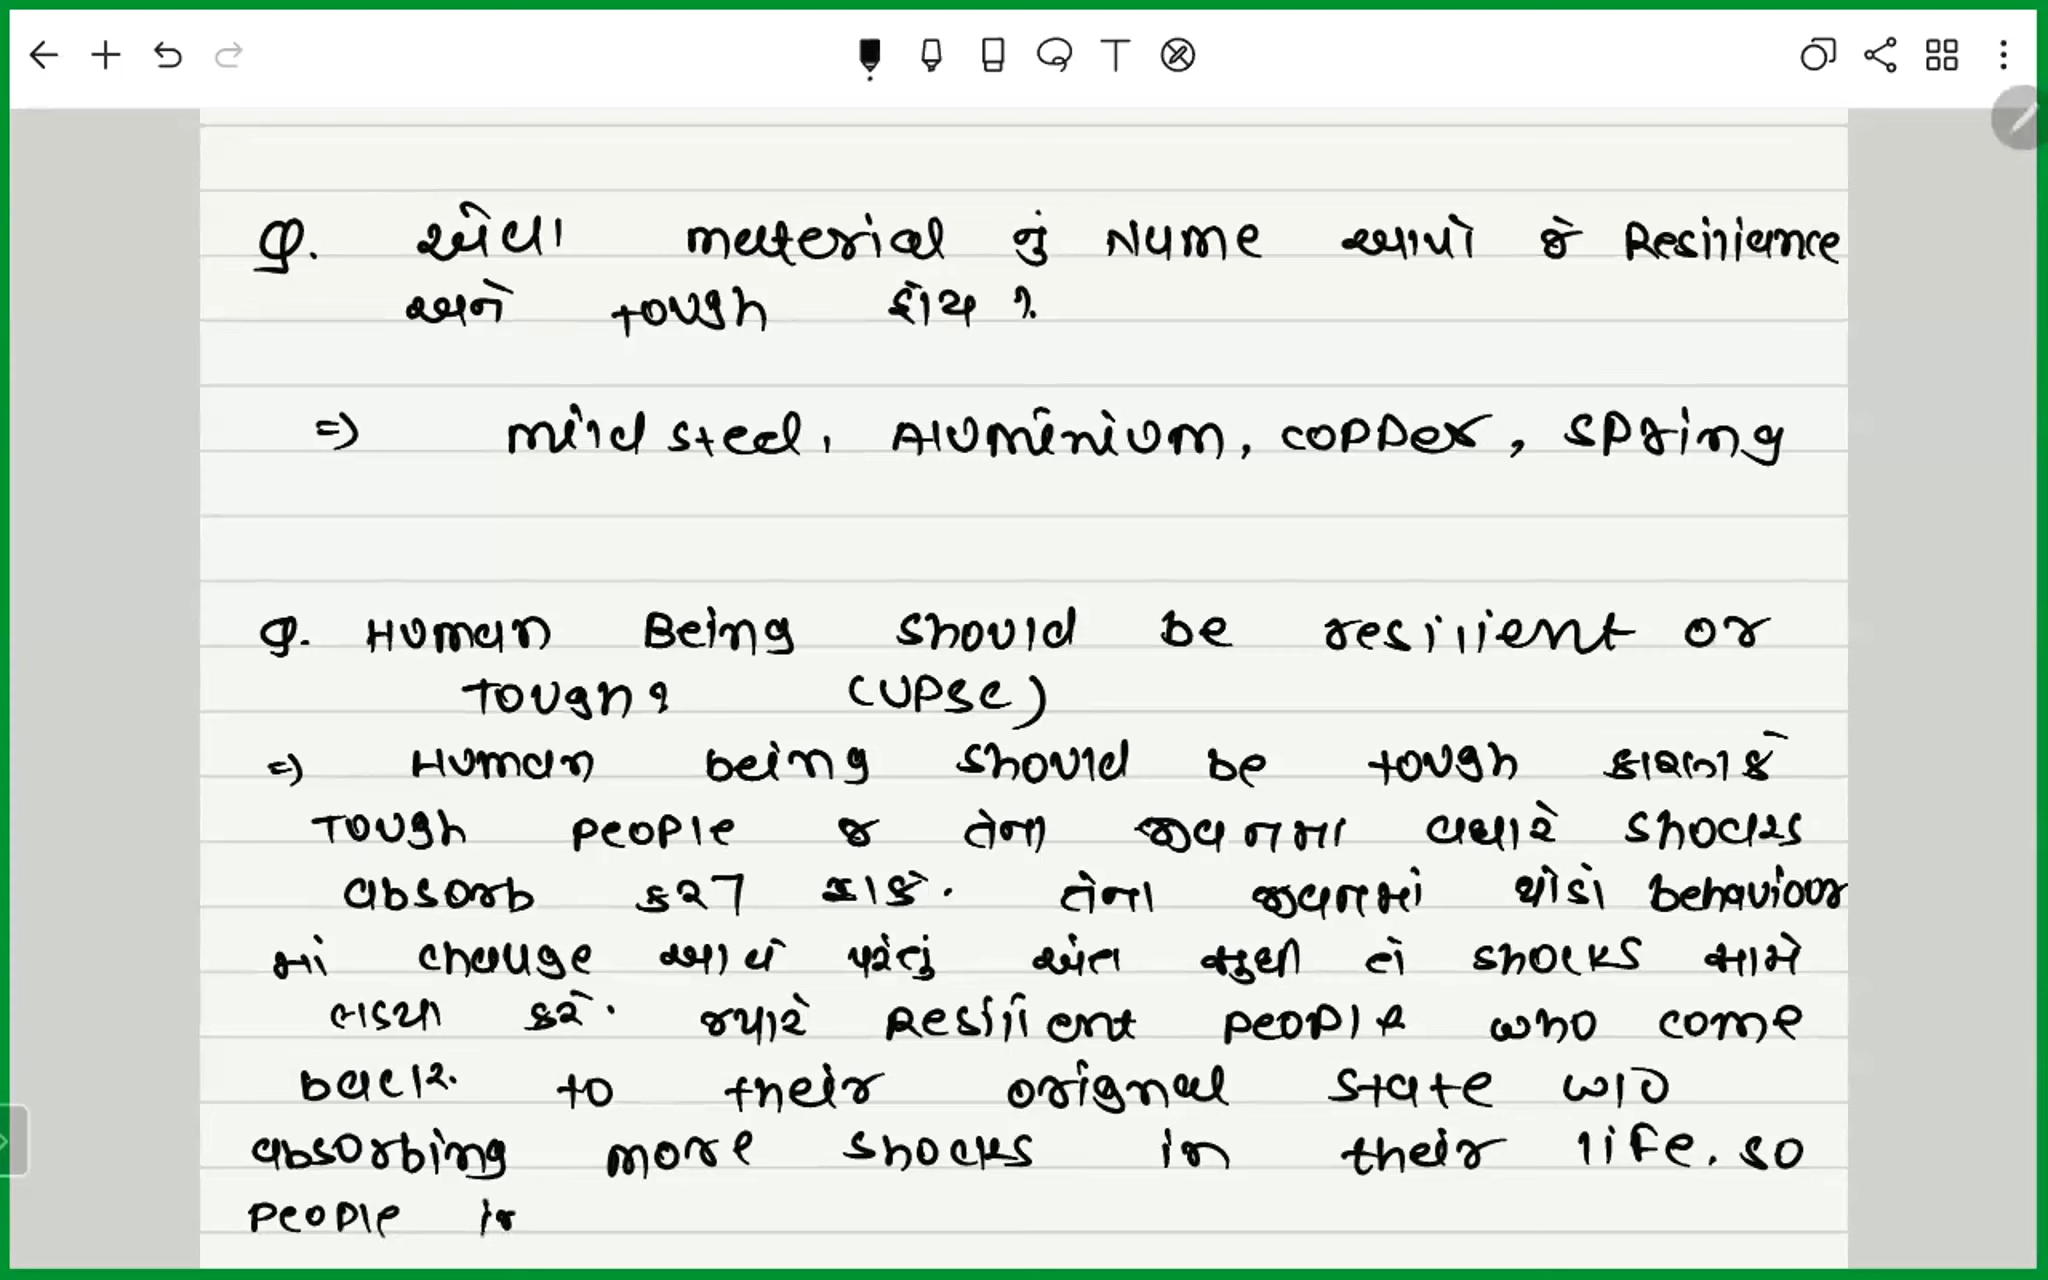 Q. એવા material નું Name આપો જે Resiliance
અને tough હોય ?
=> mild steel, Aluminium, copper, spring
Q. Human Being should be resilient or
Tough ? (UPSC)
=> Human being should be tough કારણકે
Tough people જ તેના જીવનમા વધારે shocks
absorb કરી શકે. તેના જીવનમાં થોડો behaviour
માં change આવે પરંતુ અંત સુધી તે shocks સામે
લડયા કરે. જયારે Resilient people who come
back to their orignal state w/o
absorbing more shocks in their life. so
people is